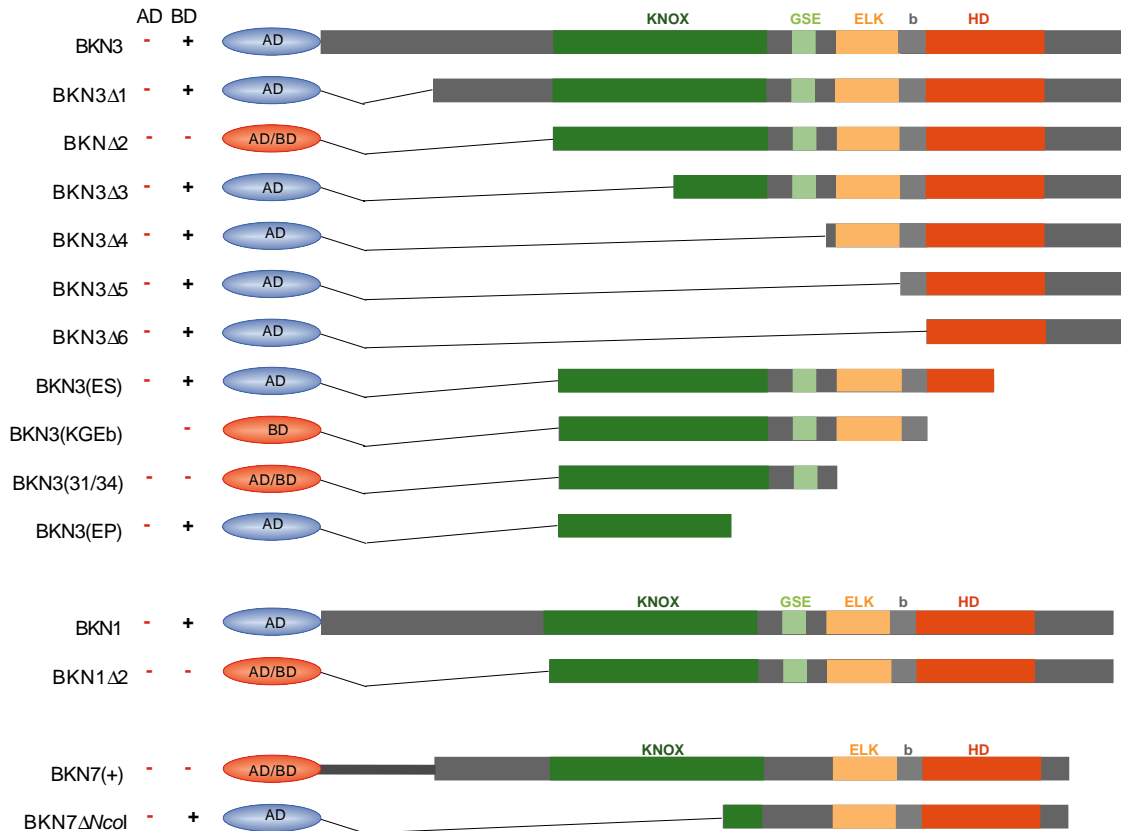 AD BD
KNOX GSE ELK b HD
BKN3 - + AD
BKN3Δ1 - + AD
BKNΔ2 - - AD/BD
BKN3Δ3 - + AD
BKN3Δ4 - + AD
BKN3Δ5 - + AD
BKN3Δ6 - + AD
BKN3(ES) - + AD
BKN3(KGEb) - BD
BKN3(31/34) - - AD/BD
BKN3(EP) - + AD
KNOX GSE ELK b HD
BKN1 - + AD
BKN1Δ2 - - AD/BD
KNOX ELK b HD
BKN7(+) - - AD/BD
BKN7ΔNcoI - + AD